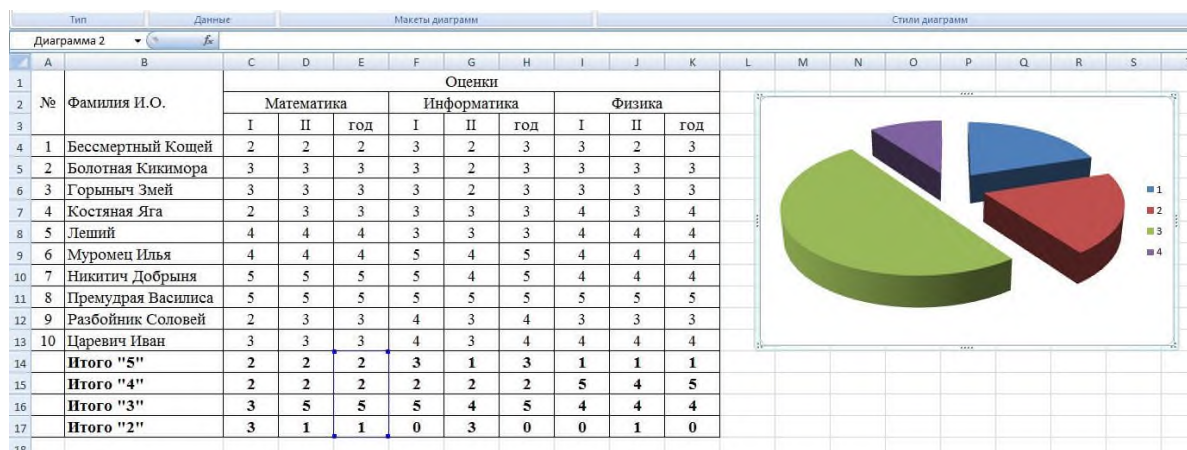 Тип Данные Макеты диаграмм Стили диаграмм
Диаграмма 2 fx
A B C D E F G H I J K L M N O P Q R S
1 Оценки
2 № Фамилия И.О. Математика Информатика Физика
3 I II год I II год I II год
4 1 Бессмертный Кощей 2 2 2 3 2 3 3 2 3
5 2 Болотная Кикимора 3 3 3 3 2 3 3 3 3
6 3 Горыныч Змей 3 3 3 3 2 3 3 3 3
7 4 Костяная Яга 2 3 3 3 3 3 4 3 4
8 5 Леший 4 4 4 3 3 3 4 4 4
9 6 Муромец Илья 4 4 4 5 4 5 4 4 4
10 7 Никитич Добрыня 5 5 5 5 4 5 4 4 4
11 8 Премудрая Василиса 5 5 5 5 5 5 5 5 5
12 9 Разбойник Соловей 2 3 3 4 3 4 3 3 3
13 10 Царевич Иван 3 3 3 4 3 4 4 4 4
14 Итого "5" 2 2 2 3 1 3 1 1 1
15 Итого "4" 2 2 2 2 2 2 5 4 5
16 Итого "3" 3 5 5 5 4 5 4 4 4
17 Итого "2" 3 1 1 0 3 0 0 1 0
18
1
2
3
4